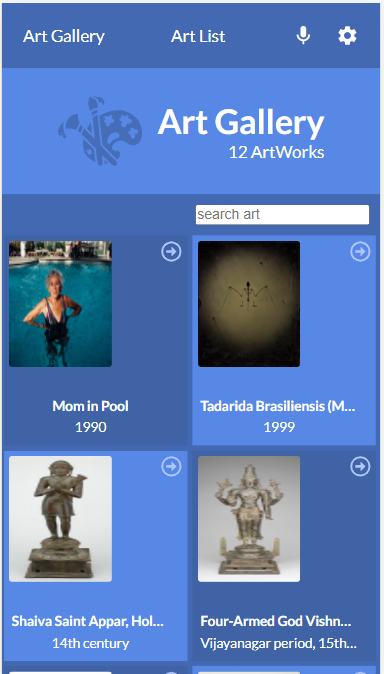 Art Gallery
Art List
Art Gallery
12 ArtWorks
search art
Mom in Pool
1990
Tadarida Brasiliensis (M...
1999
Shaiva Saint Appar, Hol...
14th century
Four-Armed God Vishn...
Vijayanagar period, 15th...